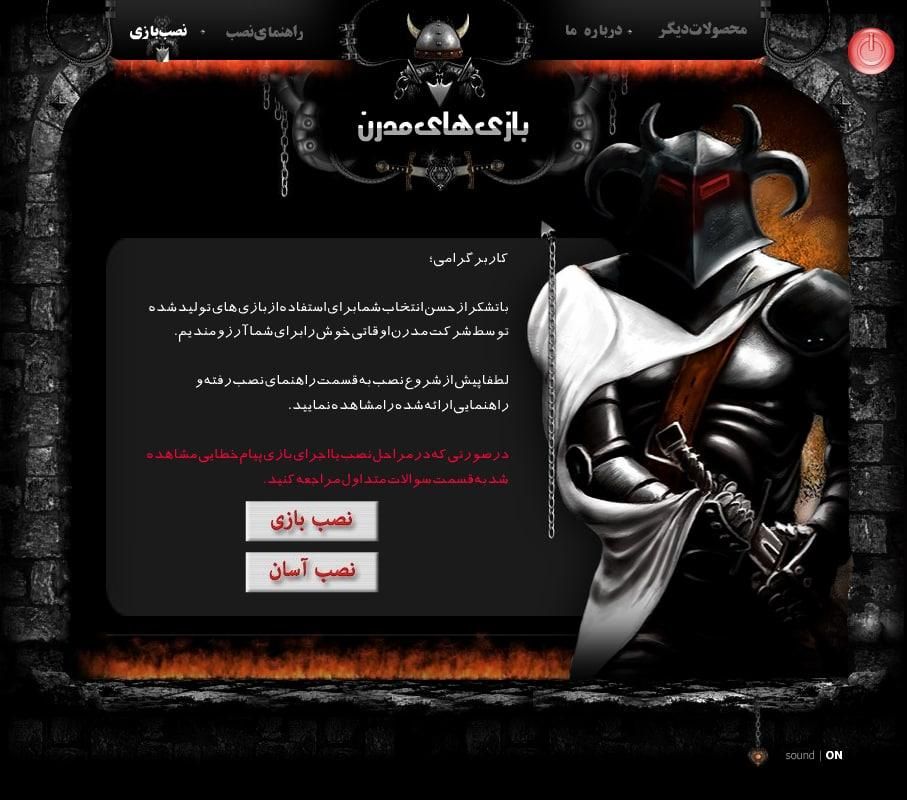 محصولات دیگر
درباره ما
راهنمای نصب
نصب بازی
بازی های مدرن
کاربر گرامی؛
با تشکر از حسن انتخاب شما برای استفاده از بازی های تولید شده
توسط شرکت مدرن اوقاتی خوش را برای شما آرزومندیم.
لطفا پیش از شروع نصب به قسمت راهنمای نصب رفته و
راهنمایی ارائه شده را مشاهده نمایید.
در صورتی که در مراحل نصب یا اجرای بازی پیام خطایی مشاهده
شد به قسمت سوالات متداول مراجعه کنید.
نصب بازی
نصب آسان
sound | ON